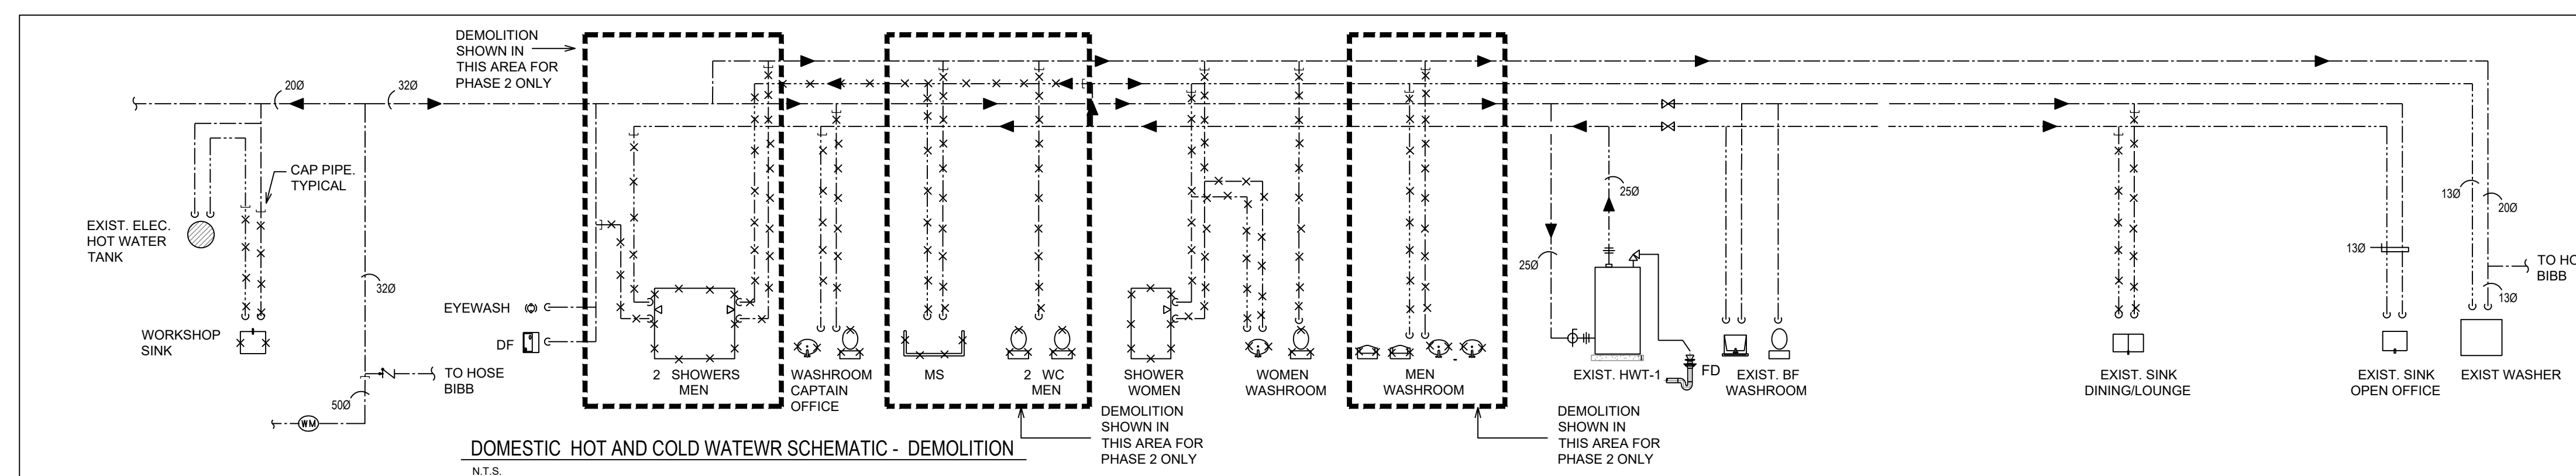 DEMOLITION
SHOWN IN
THIS AREA FOR
PHASE 2 ONLY
20Ø
32Ø
CAP PIPE.
TYPICAL
EXIST. ELEC.
HOT WATER
TANK
WORKSHOP
SINK
32Ø
TO HOSE
BIBB
50Ø
WM
EYEWASH
DF
2 SHOWERS
MEN
WASHROOM
CAPTAIN
OFFICE
MS
2 WC
MEN
DEMOLITION
SHOWN IN
THIS AREA FOR
PHASE 2 ONLY
SHOWER
WOMEN
WOMEN
WASHROOM
MEN
WASHROOM
DEMOLITION
SHOWN IN
THIS AREA FOR
PHASE 2 ONLY
25Ø
25Ø
EXIST. HWT-1
FD
EXIST. BF
WASHROOM
EXIST. SINK
DINING/LOUNGE
13Ø
EXIST. SINK
OPEN OFFICE
13Ø
20Ø
TO HO
BIBB
13Ø
EXIST WASHER
DOMESTIC HOT AND COLD WATEWR SCHEMATIC - DEMOLITION
N.T.S.